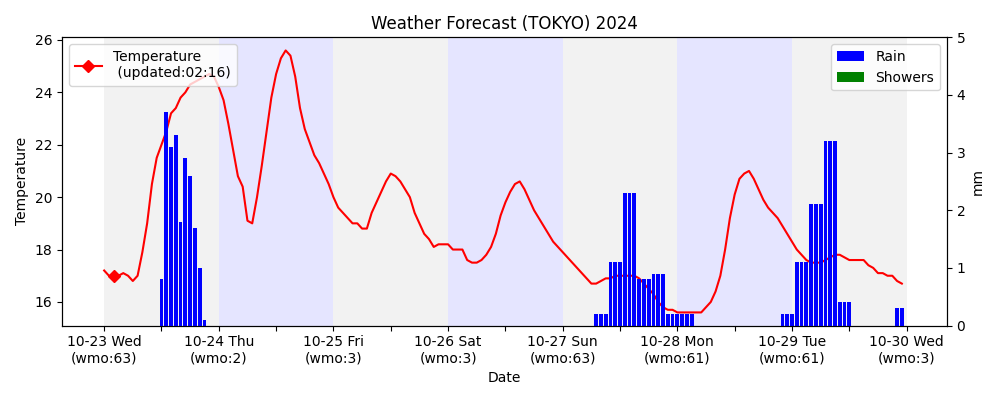 Weather Forecast (TOKYO) 2024
Temperature
(updated:02:16)
Rain
Showers
Temperature
26
24
22
20
18
16
5
4
3
2
1
0
mm
10-23 Wed
(wmo:63)
10-24 Thu
(wmo:2)
10-25 Fri
(wmo:3)
10-26 Sat
(wmo:3)
10-27 Sun
(wmo:63)
10-28 Mon
(wmo:61)
10-29 Tue
(wmo:61)
10-30 Wed
(wmo:3)
Date